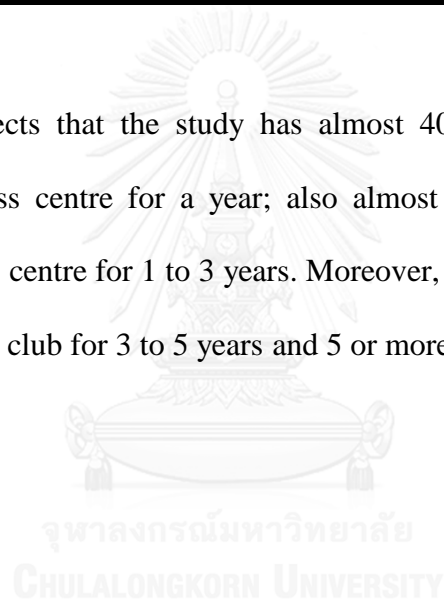 ects that the study has almost 40
ss centre for a year; also almost
centre for 1 to 3 years. Moreover,
club for 3 to 5 years and 5 or more
จุฬาลงกรณ์มหาวิทยาลัย
CHULALONGKORN UNIVERSITY